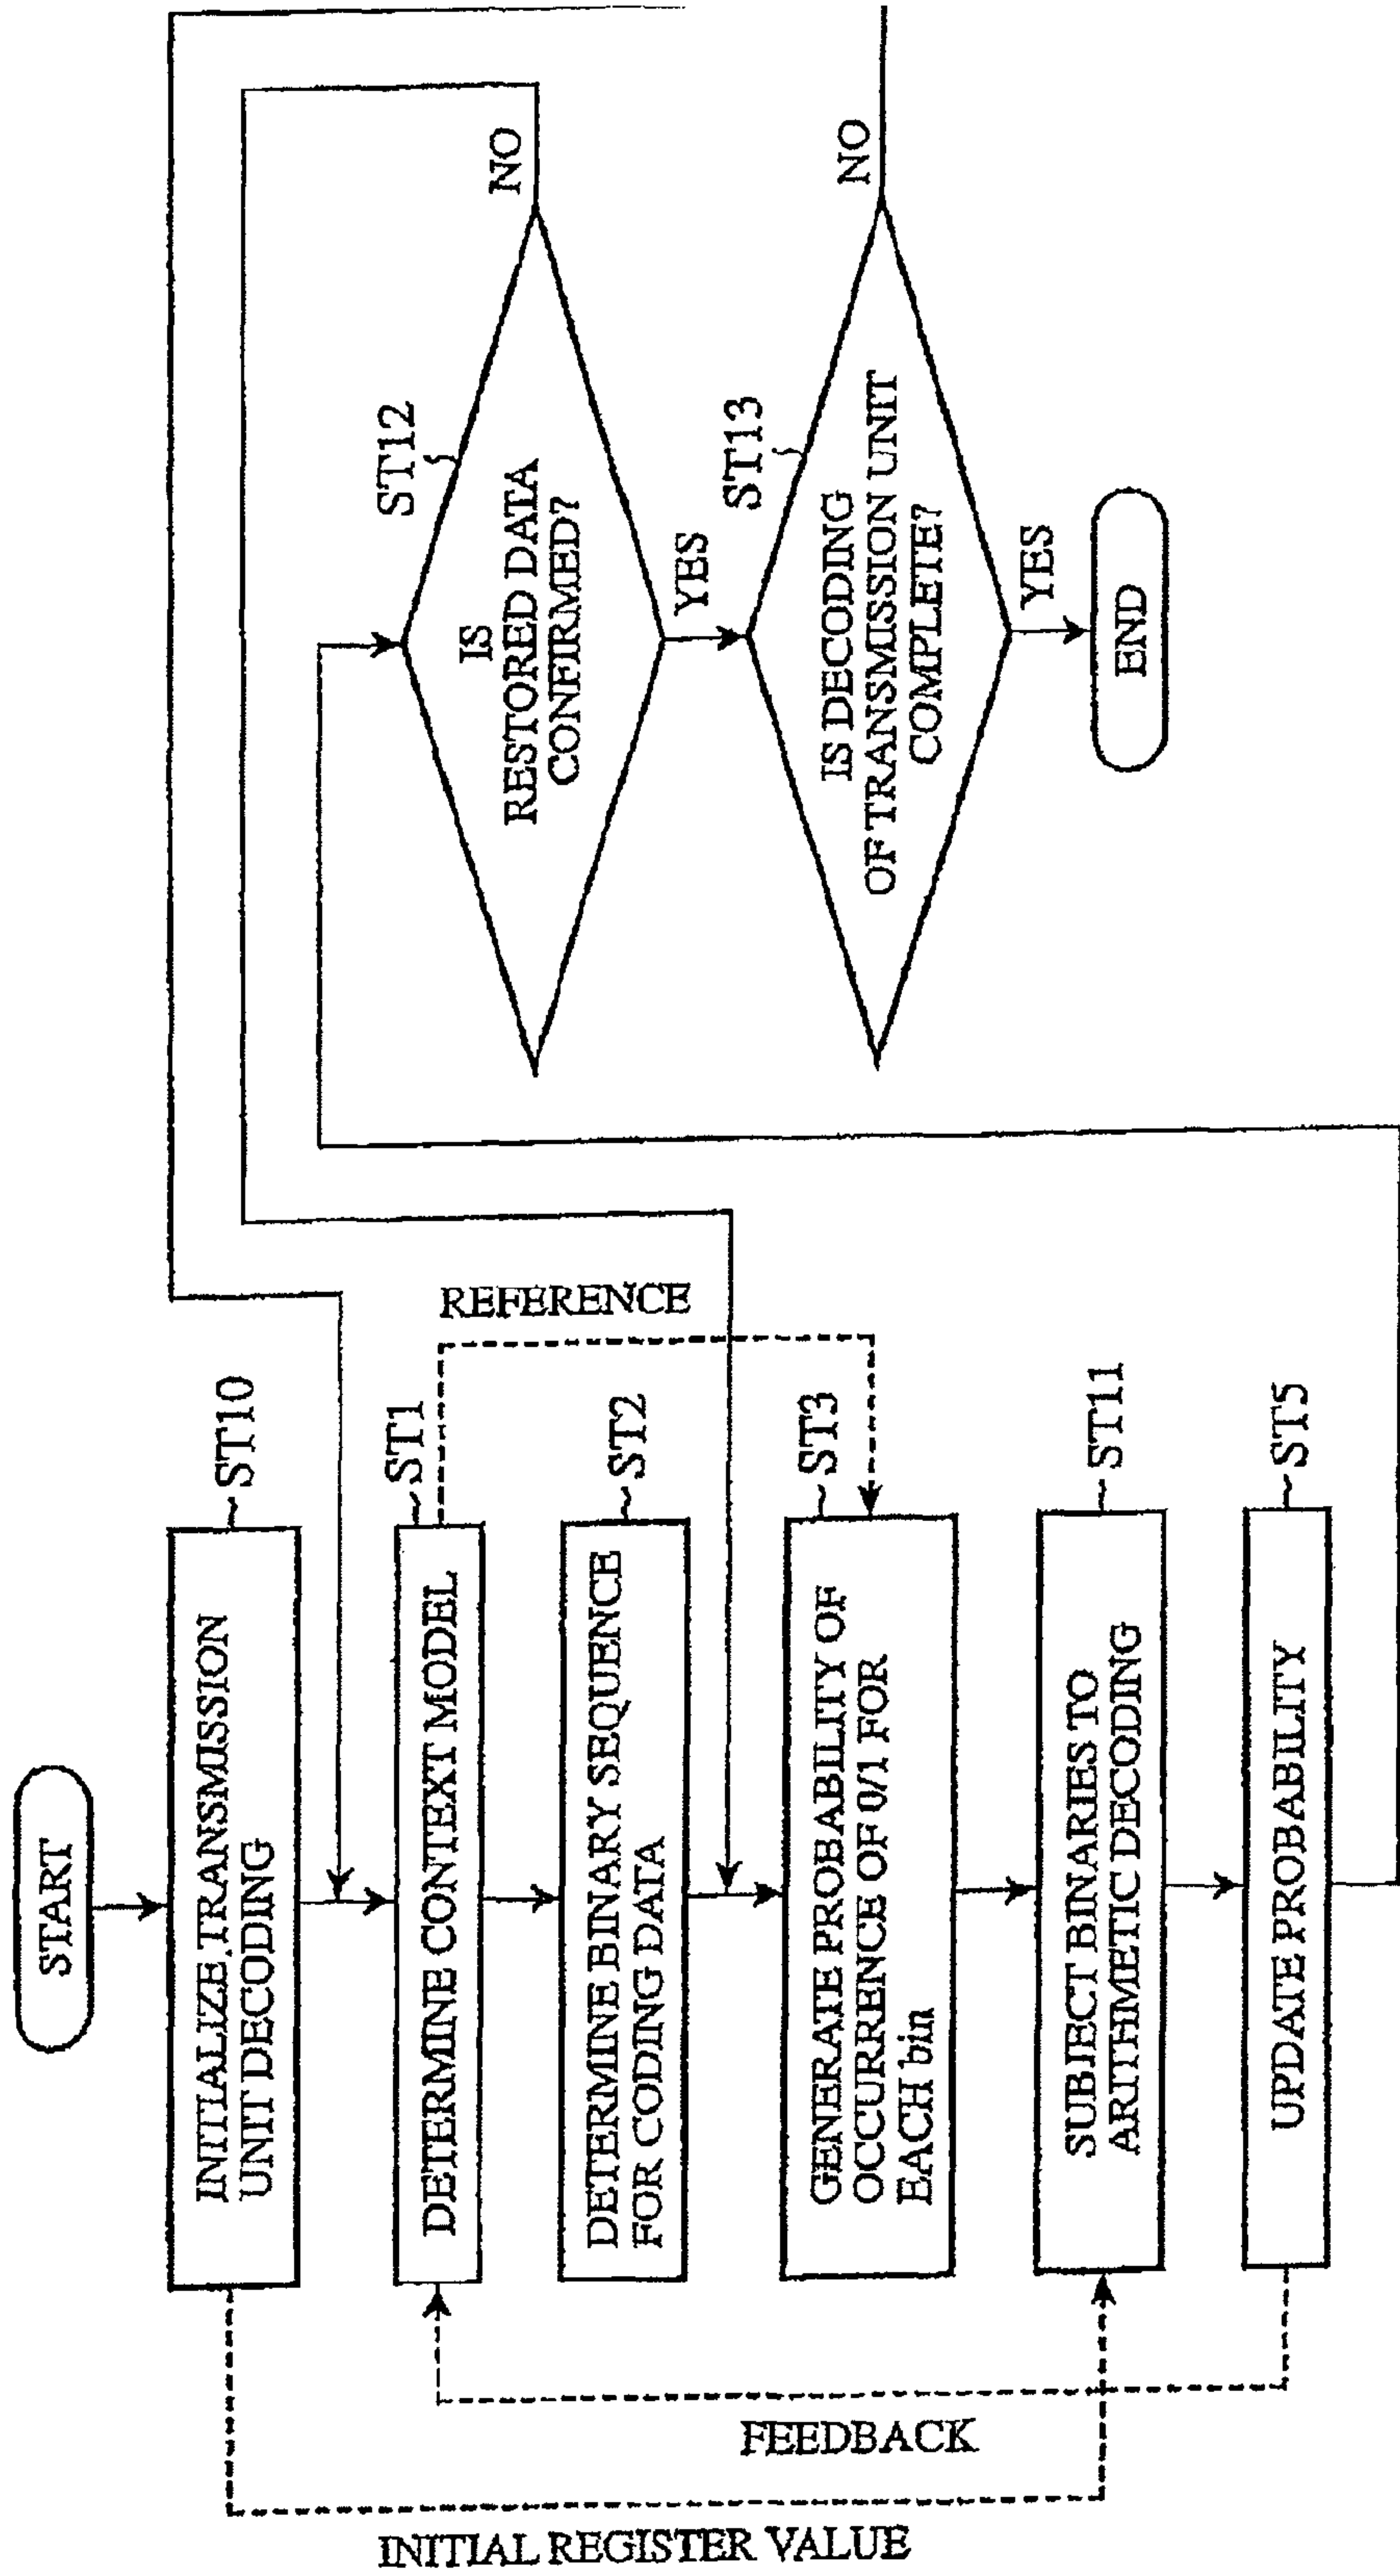 START
INITIALIZE TRANSMISSION
UNIT DECODING
~ST10
DETERMINE CONTEXT MODEL
~ST1
REFERENCE
DETERMINE BINARY SEQUENCE
FOR CODING DATA
~ST2
GENERATE PROBABILITY OF
OCCURRENCE OF 0/1 FOR
EACH bin
~ST3
SUBJECT BINARIES TO
ARITHMETIC DECODING
~ST11
UPDATE PROBABILITY
~ST5
FEEDBACK
INITIAL REGISTER VALUE
ST12
IS
RESTORED DATA
CONFIRMED?
NO
YES
ST13
IS DECODING
OF TRANSMISSION UNIT
COMPLETE?
NO
YES
END